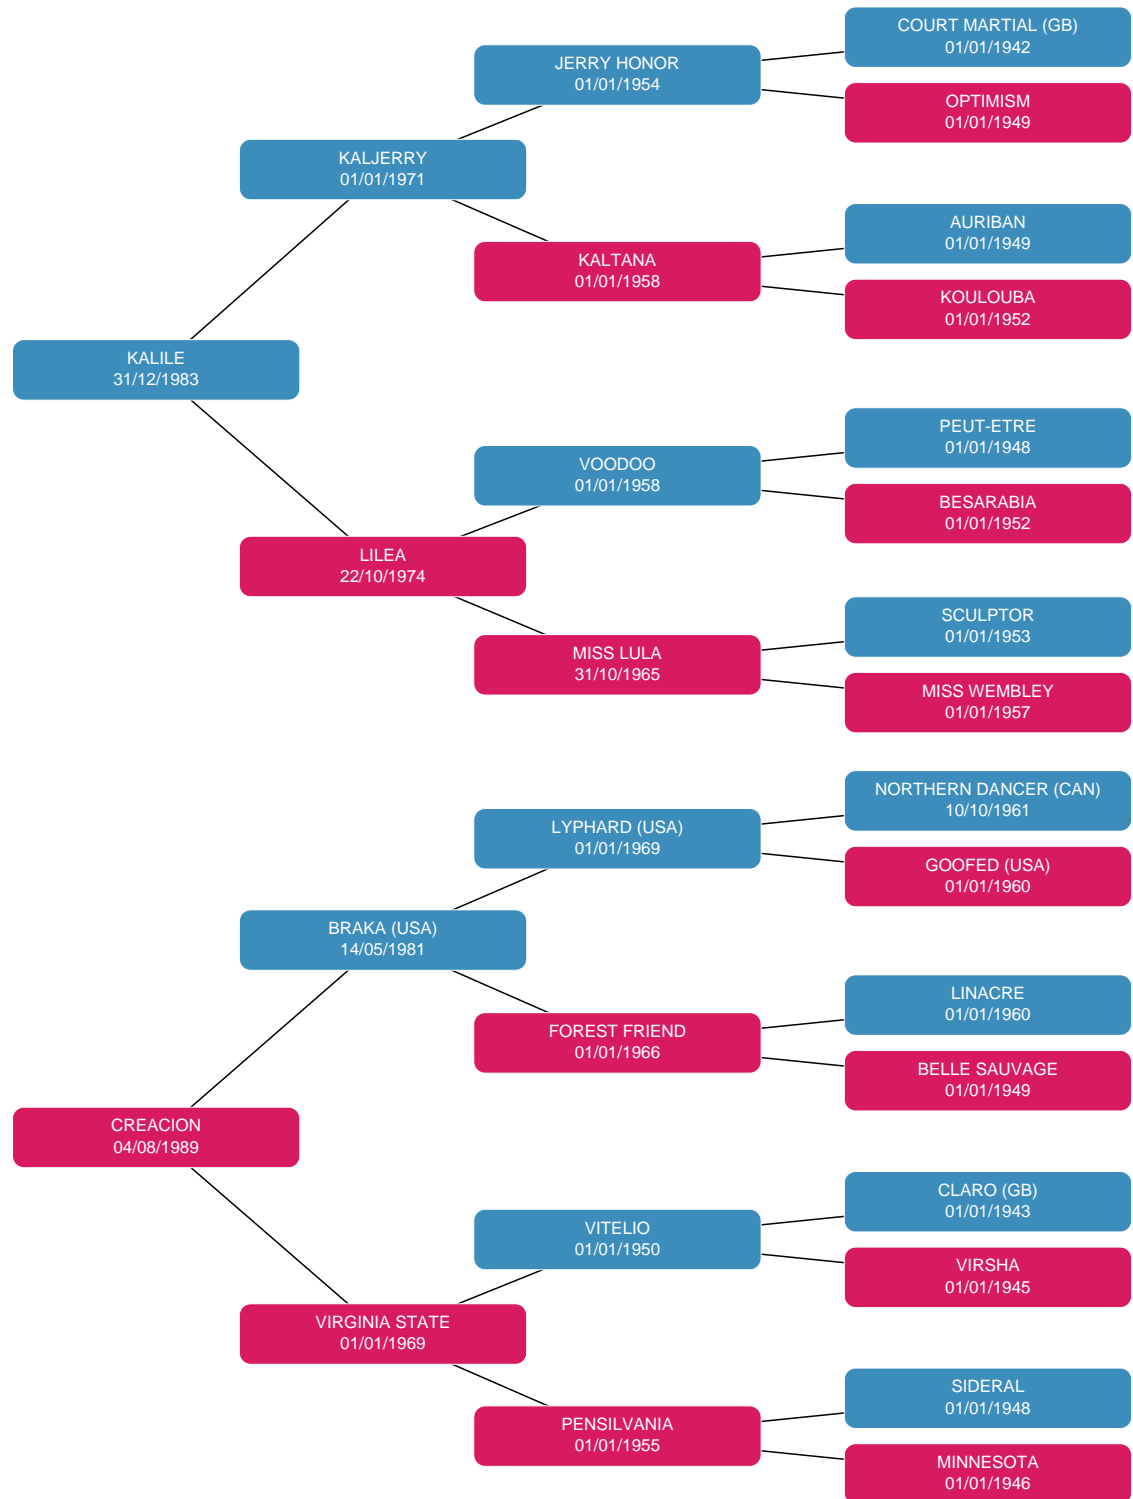 COURT MARTIAL (GB)
01/01/1942
JERRY HONOR
01/01/1954
OPTIMISM
01/01/1949
KALJERRY
01/01/1971
AURIBAN
01/01/1949
KALTANA
01/01/1958
KOULOUBA
01/01/1952
KALILE
31/12/1983
PEUT-ETRE
01/01/1948
VOODOO
01/01/1958
BESARABIA
01/01/1952
LILEA
22/10/1974
SCULPTOR
01/01/1953
MISS LULA
31/10/1965
MISS WEMBLEY
01/01/1957
NORTHERN DANCER (CAN)
10/10/1961
LYPHARD (USA)
01/01/1969
GOOFED (USA)
01/01/1960
BRAKA (USA)
14/05/1981
LINACRE
01/01/1960
FOREST FRIEND
01/01/1966
BELLE SAUVAGE
01/01/1949
CREACION
04/08/1989
CLARO (GB)
01/01/1943
VITELIO
01/01/1950
VIRSHA
01/01/1945
VIRGINIA STATE
01/01/1969
SIDERAL
01/01/1948
PENSILVANIA
01/01/1955
MINNESOTA
01/01/1946